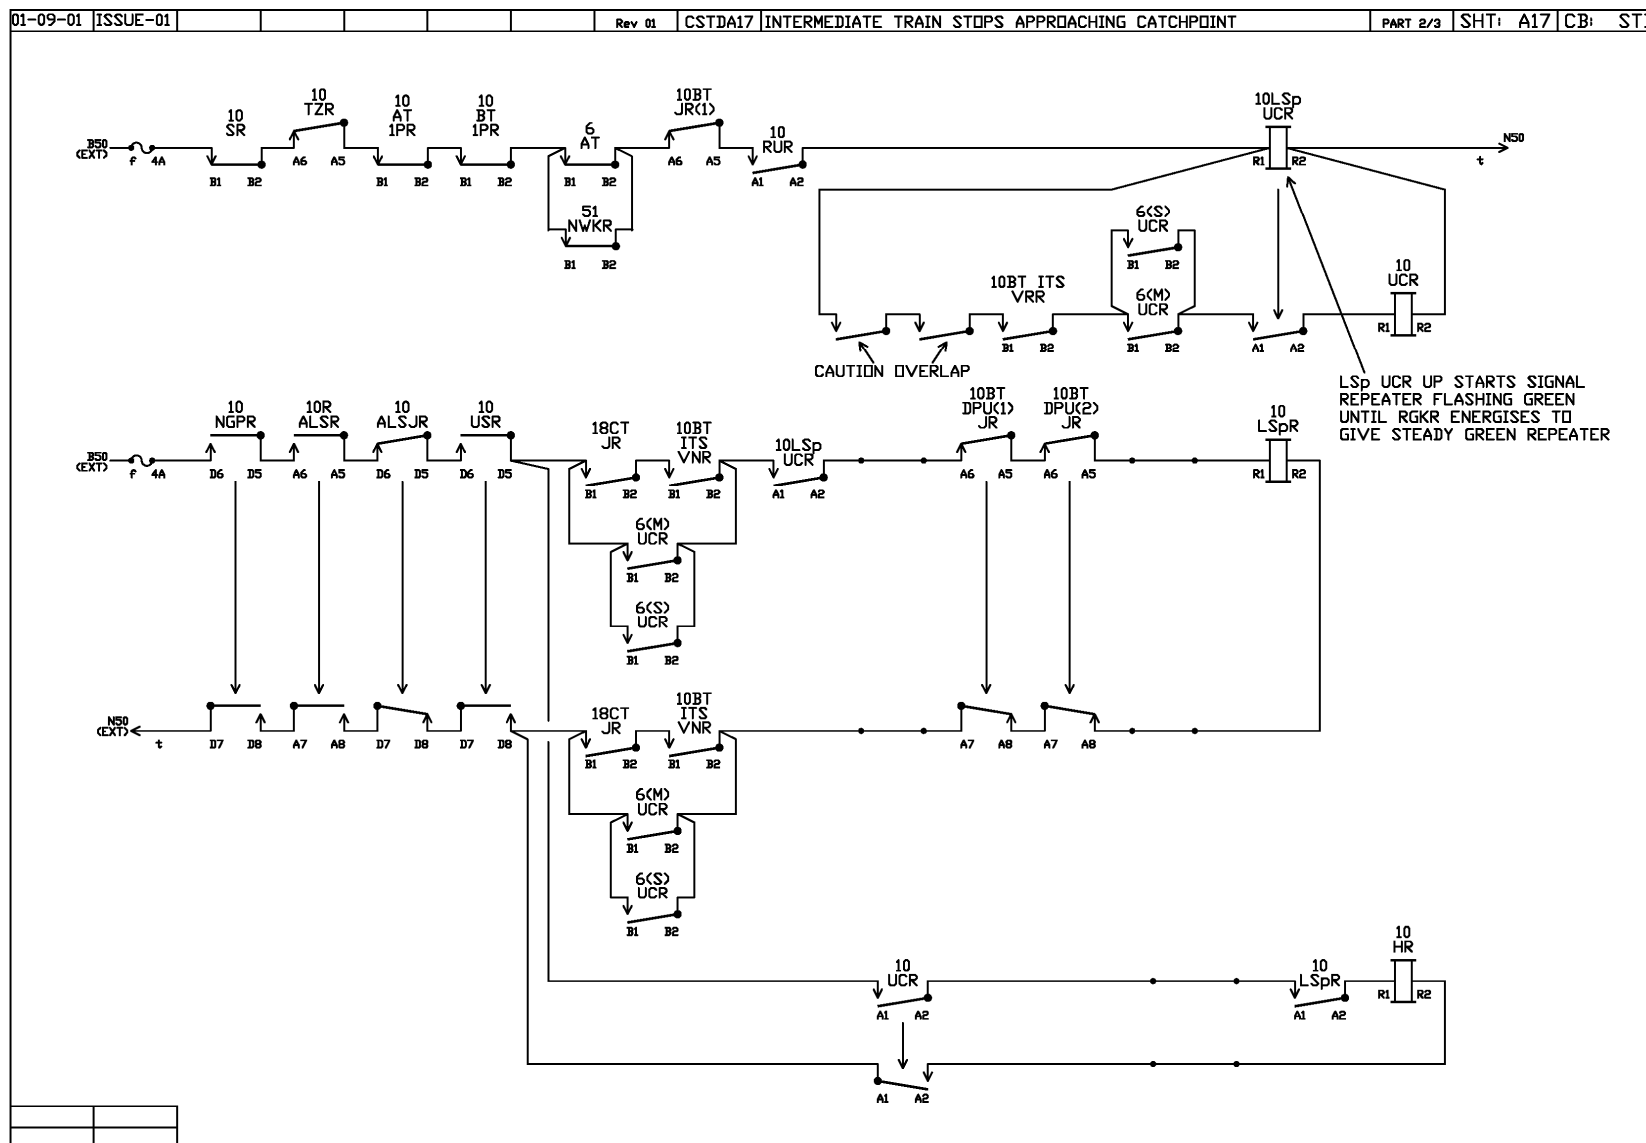 01-09-01 ISSUE-01 Rev 01 CSTDA17 INTERMEDIATE TRAIN STOPS APPROACHING CATCHPOINT PART 2/3 SHT: A17 CB:
10 SR
10 TZR
10 AT 1PR
10 BT 1PR
6 AT
10BT JR(1)
10 RUR
10LSp UCR
B50 (EXT)
f 4A
B1 B2
A6 A5
B1 B2
B1 B2
B1 B2
A6 A5
A1 A2
R1 R2
N50
t
51 NWKR
B1 B2
6(S) UCR
B1 B2
10BT ITS VRR
6(M) UCR
10 UCR
R1 R2
B1 B2
B1 B2
A1 A2
CAUTION OVERLAP
LSp UCR UP STARTS SIGNAL
REPEATER FLASHING GREEN
UNTIL RGKR ENERGISES TO
GIVE STEADY GREEN REPEATER
10 NGPR
10R ALSR
10 ALSJR
10 USR
18CT JR
10BT ITS VNR
10LSp UCR
10BT DPU(1) JR
10BT DPU(2) JR
10 LSpR
B50 (EXT)
f 4A
D6 D5
A6 A5
D6 D5
D6 D5
B1 B2
B1 B2
A1 A2
A6 A5
A6 A5
R1 R2
6(M) UCR
B1 B2
6(S) UCR
B1 B2
N50 (EXT)
t
18CT JR
10BT ITS VNR
D7 D8
A7 A8
D7 D8
D7 D8
B1 B2
B1 B2
A7 A8
A7 A8
6(M) UCR
B1 B2
6(S) UCR
B1 B2
10 UCR
10 LSpR
10 HR
A1 A2
A1 A2
R1 R2
A1 A2